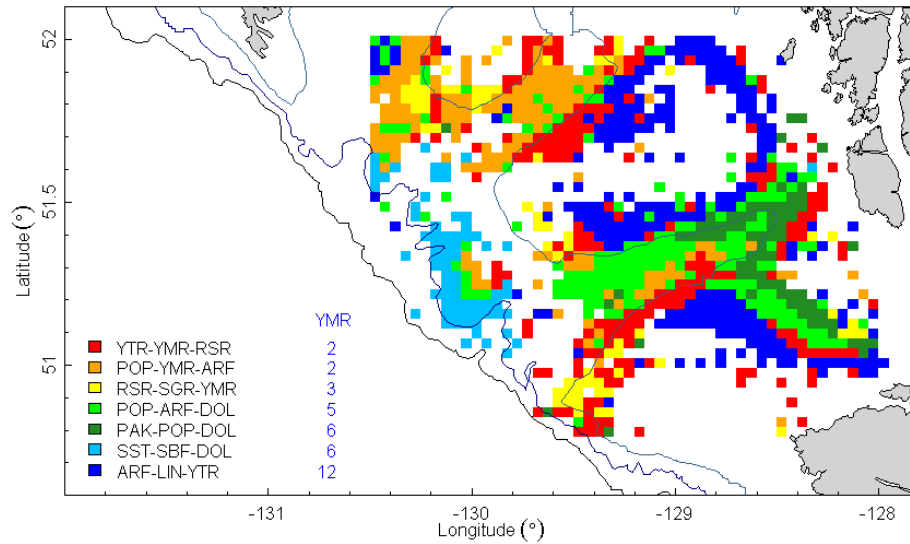 52
51.5
51
Latitude (°)
YMR
YTR-YMR-RSR 2
POP-YMR-ARF 2
RSR-SGR-YMR 3
POP-ARF-DOL 5
PAK-POP-DOL 6
SST-SBF-DOL 6
ARF-LIN-YTR 12
-131 -130 -129 -128
Longitude (°)